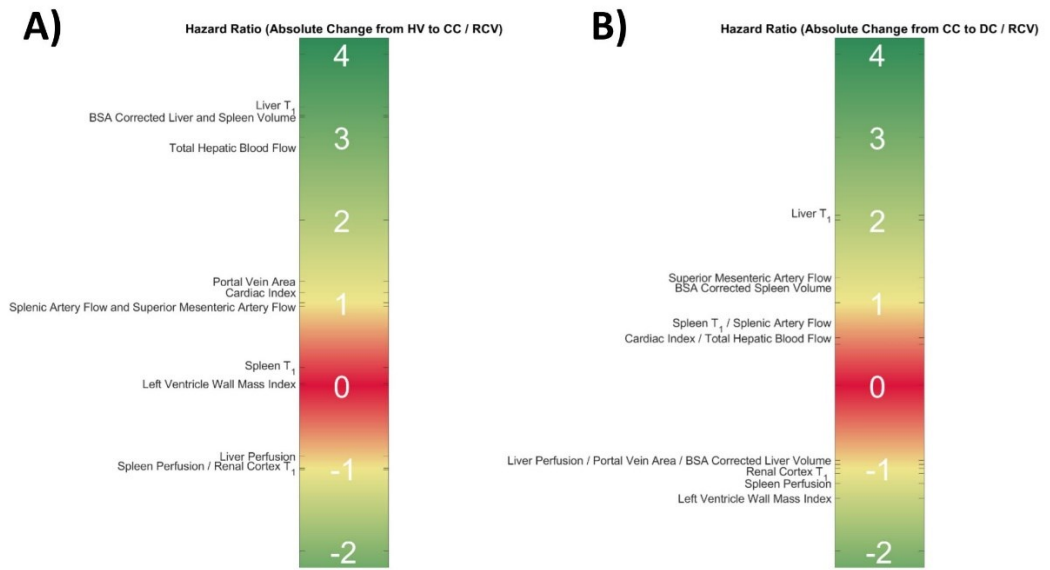 A)
Hazard Ratio (Absolute Change from HV to CC / RCV)
4
Liver T1
BSA Corrected Liver and Spleen Volume
3
Total Hepatic Blood Flow
2
Portal Vein Area
Cardiac Index
1
Splenic Artery Flow and Superior Mesenteric Artery Flow
Spleen T1
Left Ventricle Wall Mass Index
0
Liver Perfusion
Spleen Perfusion / Renal Cortex T1
-1
-2
B)
Hazard Ratio (Absolute Change from CC to DC / RCV)
4
3
2
Liver T1
Superior Mesenteric Artery Flow
BSA Corrected Spleen Volume
1
Spleen T1 / Splenic Artery Flow
Cardiac Index / Total Hepatic Blood Flow
0
Liver Perfusion / Portal Vein Area / BSA Corrected Liver Volume
-1
Renal Cortex T1
Spleen Perfusion
Left Ventricle Wall Mass Index
-2